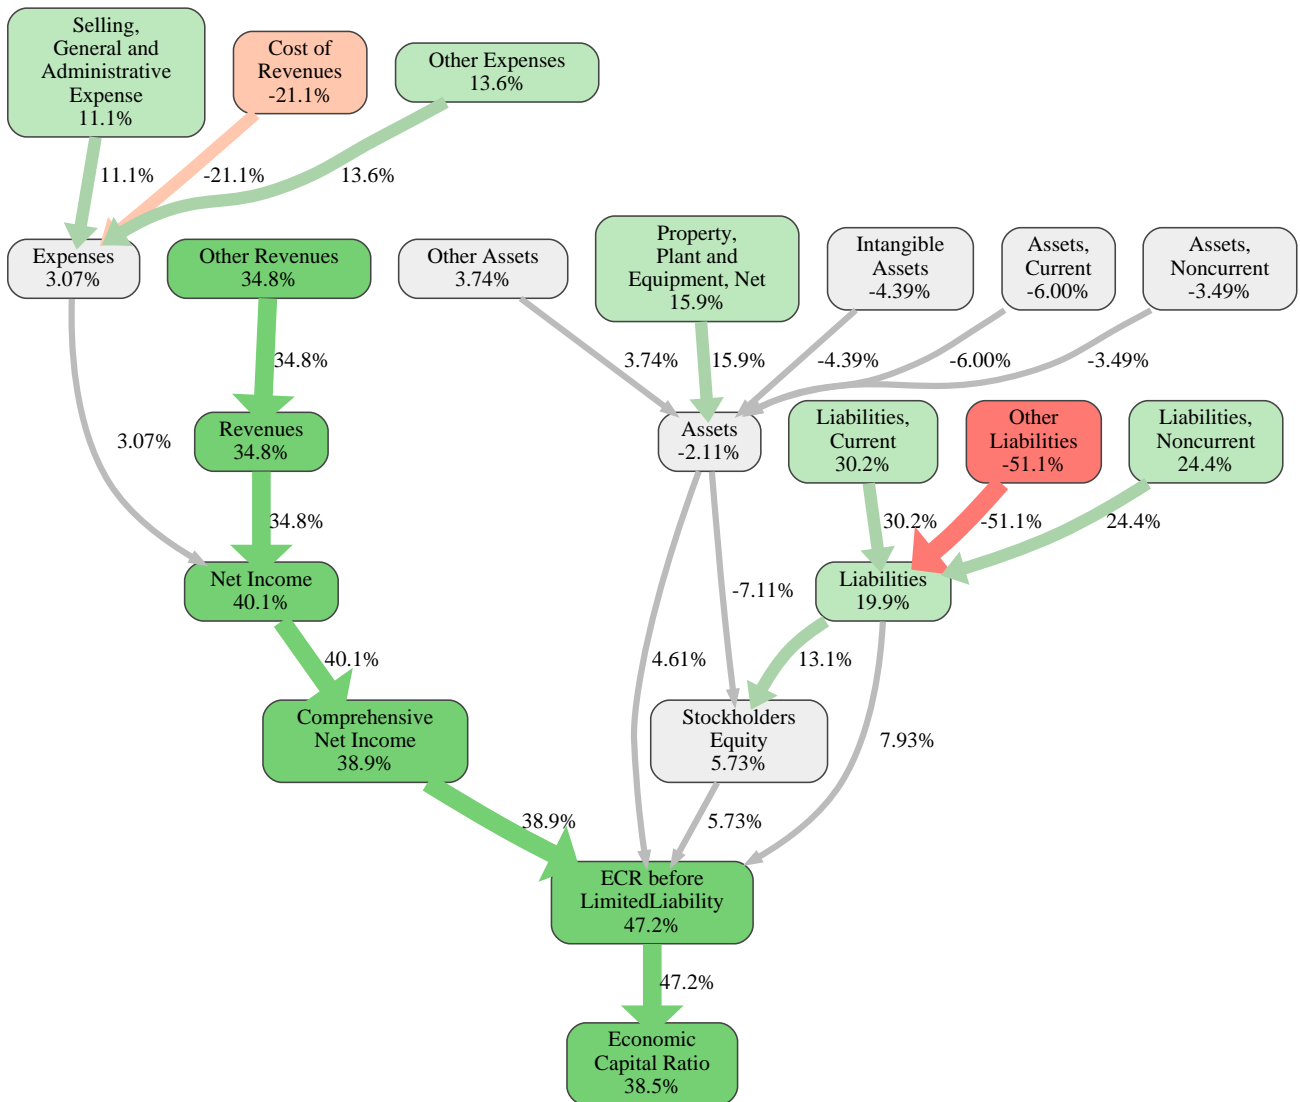 Selling,
General and
Administrative
Expense
11.1%
Cost of
Revenues
-21.1%
Other Expenses
13.6%
11.1%
-21.1%
13.6%
Expenses
3.07%
Other Revenues
34.8%
Other Assets
3.74%
Property,
Plant and
Equipment, Net
15.9%
Intangible
Assets
-4.39%
Assets,
Current
-6.00%
Assets,
Noncurrent
-3.49%
34.8%
3.74%
15.9%
-4.39%
-6.00%
-3.49%
3.07%
Revenues
34.8%
Assets
-2.11%
Liabilities,
Current
30.2%
Other
Liabilities
-51.1%
Liabilities,
Noncurrent
24.4%
34.8%
30.2%
-51.1%
24.4%
Net Income
40.1%
-7.11%
Liabilities
19.9%
40.1%
4.61%
13.1%
7.93%
Comprehensive
Net Income
38.9%
Stockholders
Equity
5.73%
38.9%
5.73%
ECR before
LimitedLiability
47.2%
47.2%
Economic
Capital Ratio
38.5%